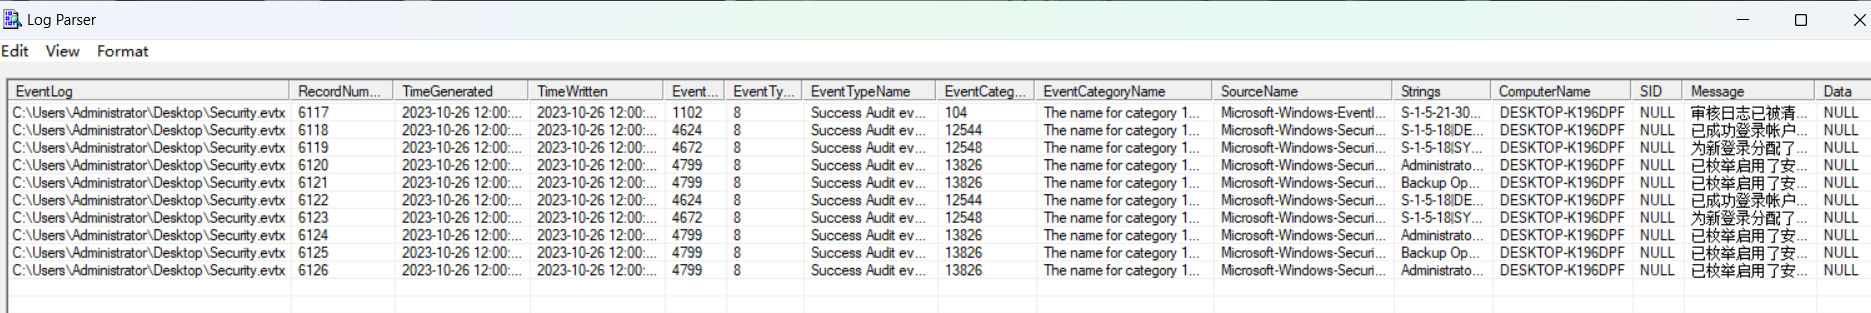 Log Parser
Edit View Format
EventLog RecordNum... TimeGenerated TimeWritten Event... EventTy... EventTypeName EventCateg... EventCategoryName SourceName Strings ComputerName SID Message Data
C:\Users\Administrator\Desktop\Security.evtx 6117 2023-10-26 12:00:... 2023-10-26 12:00:... 1102 8 Success Audit ev... 104 The name for category 1... Microsoft-Windows-Eventl... S-1-5-21-30... DESKTOP-K196DPF NULL 审核日志已被清... NULL
C:\Users\Administrator\Desktop\Security.evtx 6118 2023-10-26 12:00:... 2023-10-26 12:00:... 4624 8 Success Audit ev... 12544 The name for category 1... Microsoft-Windows-Securi... S-1-5-18|DE... DESKTOP-K196DPF NULL 已成功登录帐户... NULL
C:\Users\Administrator\Desktop\Security.evtx 6119 2023-10-26 12:00:... 2023-10-26 12:00:... 4672 8 Success Audit ev... 12548 The name for category 1... Microsoft-Windows-Securi... S-1-5-18|SY... DESKTOP-K196DPF NULL 为新登录分配了... NULL
C:\Users\Administrator\Desktop\Security.evtx 6120 2023-10-26 12:00:... 2023-10-26 12:00:... 4799 8 Success Audit ev... 13826 The name for category 1... Microsoft-Windows-Securi... Administrato... DESKTOP-K196DPF NULL 已枚举启用了安... NULL
C:\Users\Administrator\Desktop\Security.evtx 6121 2023-10-26 12:00:... 2023-10-26 12:00:... 4799 8 Success Audit ev... 13826 The name for category 1... Microsoft-Windows-Securi... Backup Op... DESKTOP-K196DPF NULL 已枚举启用了安... NULL
C:\Users\Administrator\Desktop\Security.evtx 6122 2023-10-26 12:00:... 2023-10-26 12:00:... 4624 8 Success Audit ev... 12544 The name for category 1... Microsoft-Windows-Securi... S-1-5-18|DE... DESKTOP-K196DPF NULL 已成功登录帐户... NULL
C:\Users\Administrator\Desktop\Security.evtx 6123 2023-10-26 12:00:... 2023-10-26 12:00:... 4672 8 Success Audit ev... 12548 The name for category 1... Microsoft-Windows-Securi... S-1-5-18|SY... DESKTOP-K196DPF NULL 为新登录分配了... NULL
C:\Users\Administrator\Desktop\Security.evtx 6124 2023-10-26 12:00:... 2023-10-26 12:00:... 4799 8 Success Audit ev... 13826 The name for category 1... Microsoft-Windows-Securi... Administrato... DESKTOP-K196DPF NULL 已枚举启用了安... NULL
C:\Users\Administrator\Desktop\Security.evtx 6125 2023-10-26 12:00:... 2023-10-26 12:00:... 4799 8 Success Audit ev... 13826 The name for category 1... Microsoft-Windows-Securi... Backup Op... DESKTOP-K196DPF NULL 已枚举启用了安... NULL
C:\Users\Administrator\Desktop\Security.evtx 6126 2023-10-26 12:00:... 2023-10-26 12:00:... 4799 8 Success Audit ev... 13826 The name for category 1... Microsoft-Windows-Securi... Administrato... DESKTOP-K196DPF NULL 已枚举启用了安... NULL